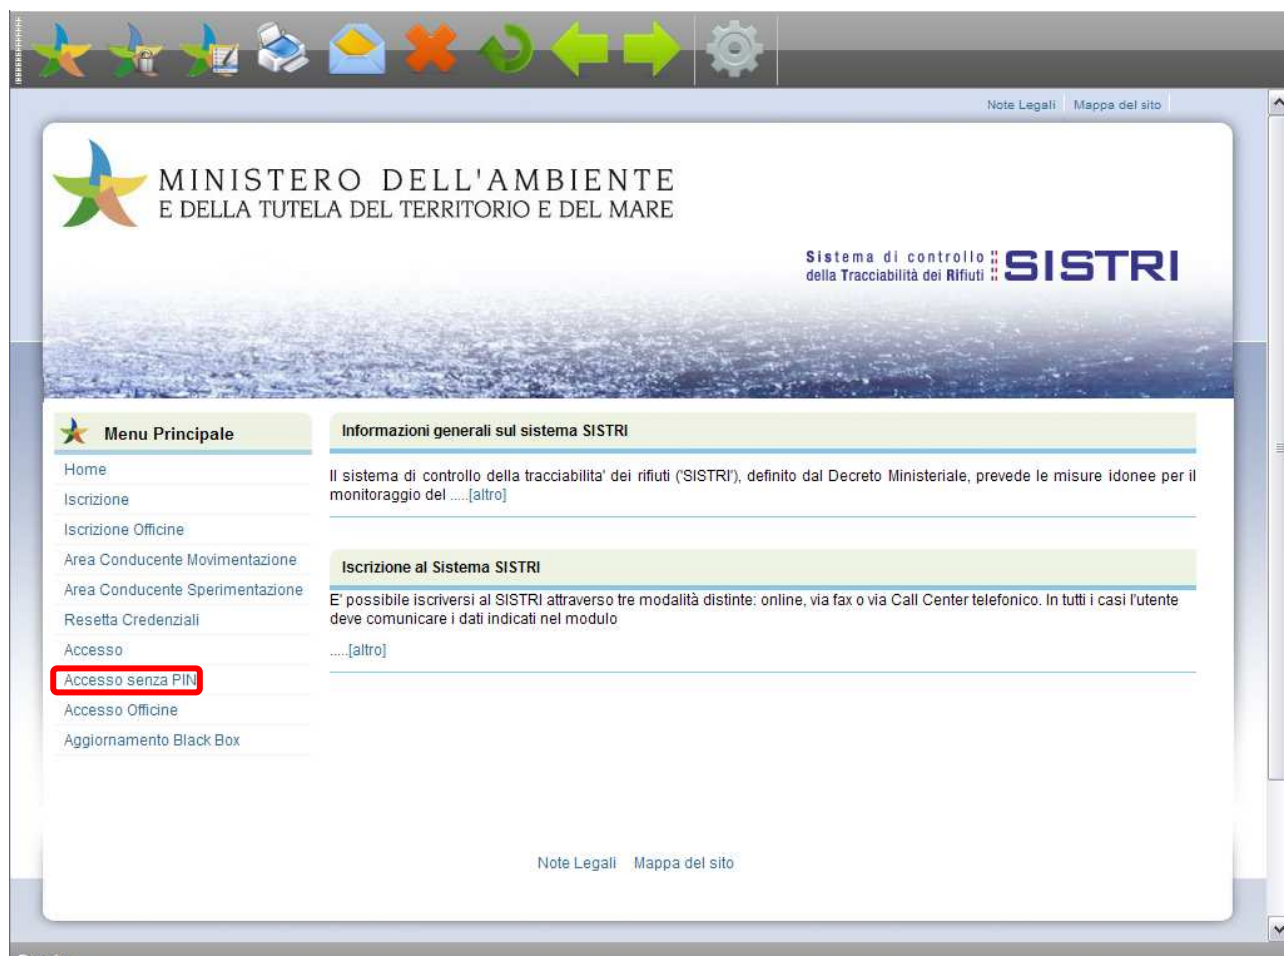 Note Legali Mappa del sito
MINISTERO DELL'AMBIENTE
E DELLA TUTELA DEL TERRITORIO E DEL MARE
Sistema di controllo
della Tracciabilità dei Rifiuti
SISTRI
Menu Principale
Home
Iscrizione
Iscrizione Officine
Area Conducente Movimentazione
Area Conducente Sperimentazione
Resetta Credenziali
Accesso
Accesso senza PIN
Accesso Officine
Aggiornamento Black Box
Informazioni generali sul sistema SISTRI
Il sistema di controllo della tracciabilita' dei rifiuti ('SISTRI'), definito dal Decreto Ministeriale, prevede le misure idonee per il
monitoraggio del .....[altro]
Iscrizione al Sistema SISTRI
E' possibile iscriversi al SISTRI attraverso tre modalità distinte: online, via fax o via Call Center telefonico. In tutti i casi l'utente
deve comunicare i dati indicati nel modulo
.....[altro]
Note Legali Mappa del sito